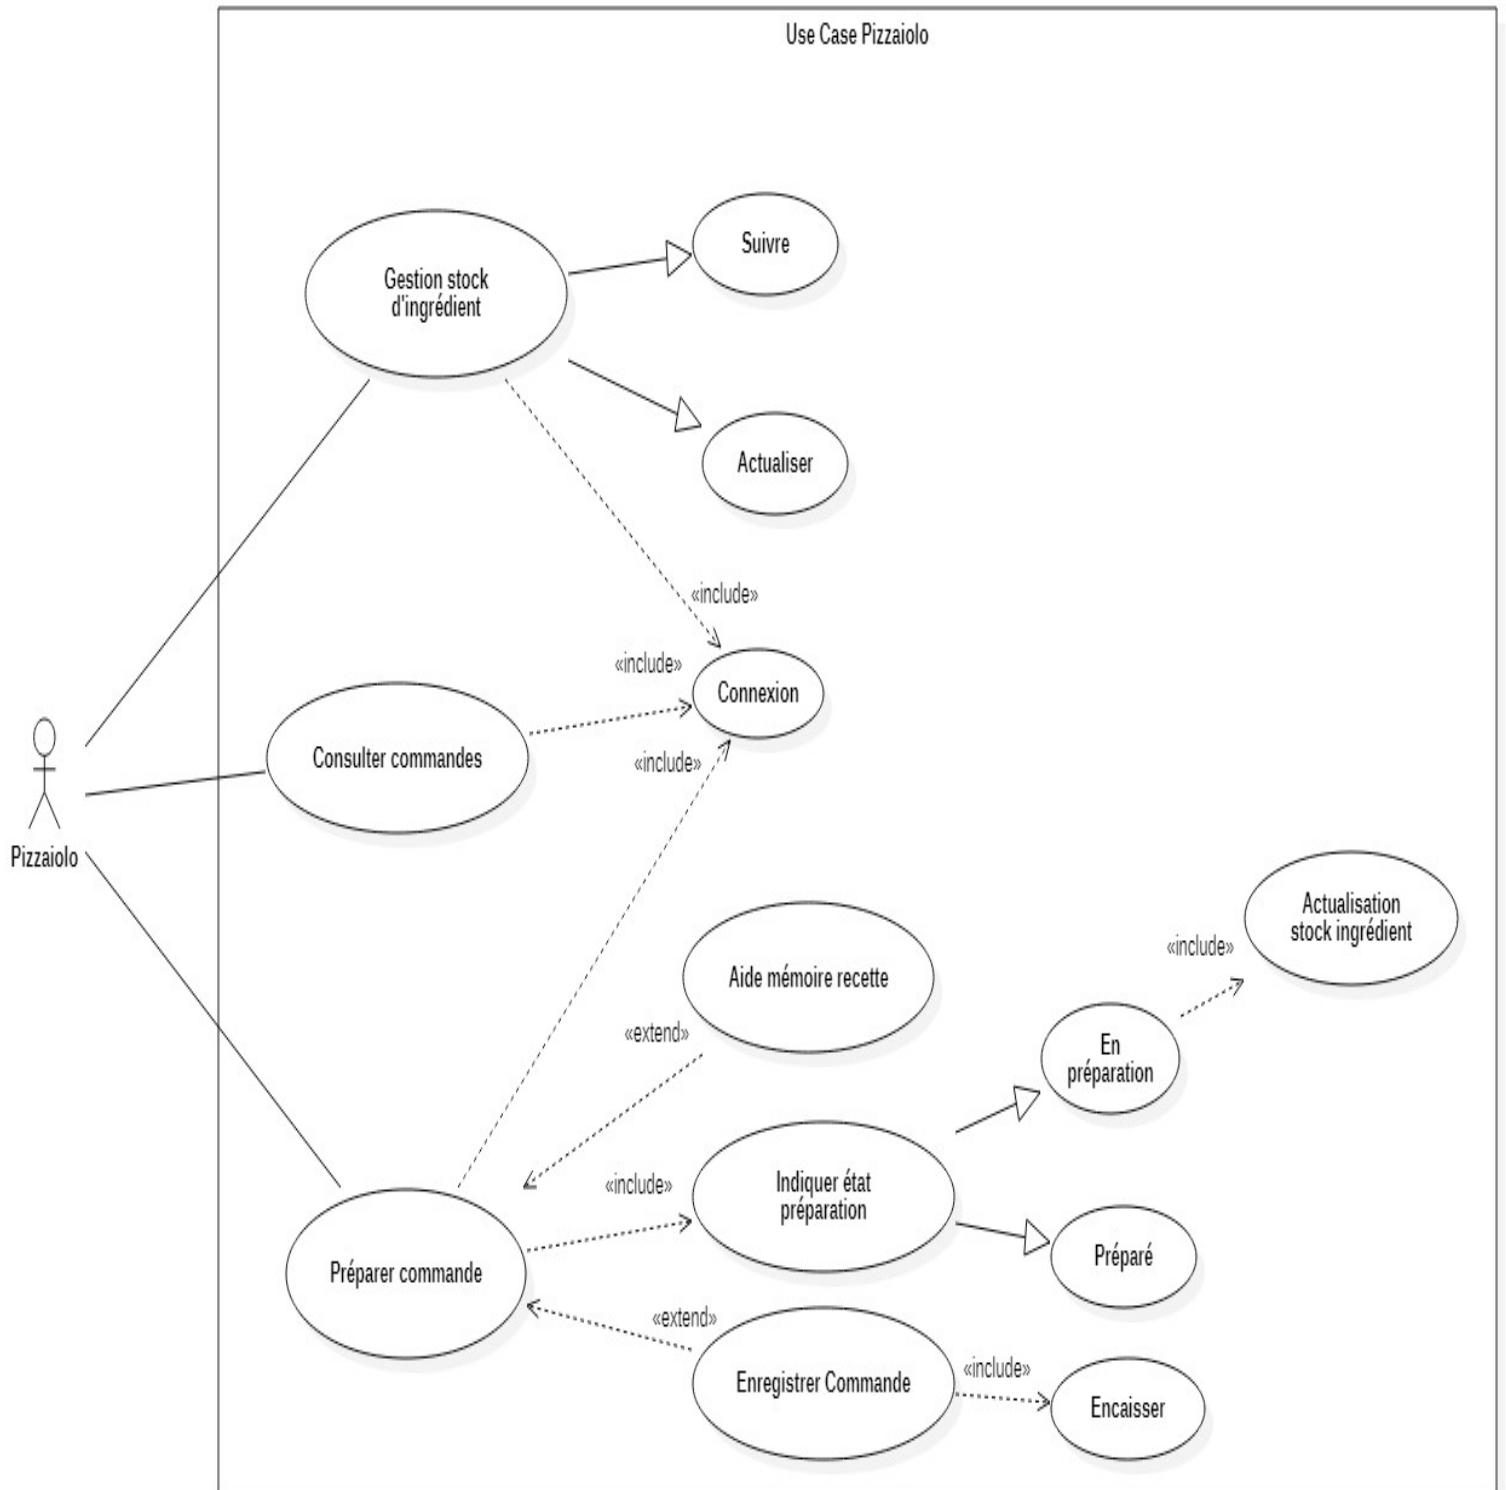 Use Case Pizzaiolo
Suivre
Gestion stock
d'ingrédient
Actualiser
«include»
«include»
Connexion
Consulter commandes
«include»
Pizzaiolo
Actualisation
stock ingrédient
«include»
Aide mémoire recette
«extend»
En
préparation
Indiquer état
préparation
«include»
Préparé
Préparer commande
«extend»
Enregistrer Commande
«include»
Encaisser